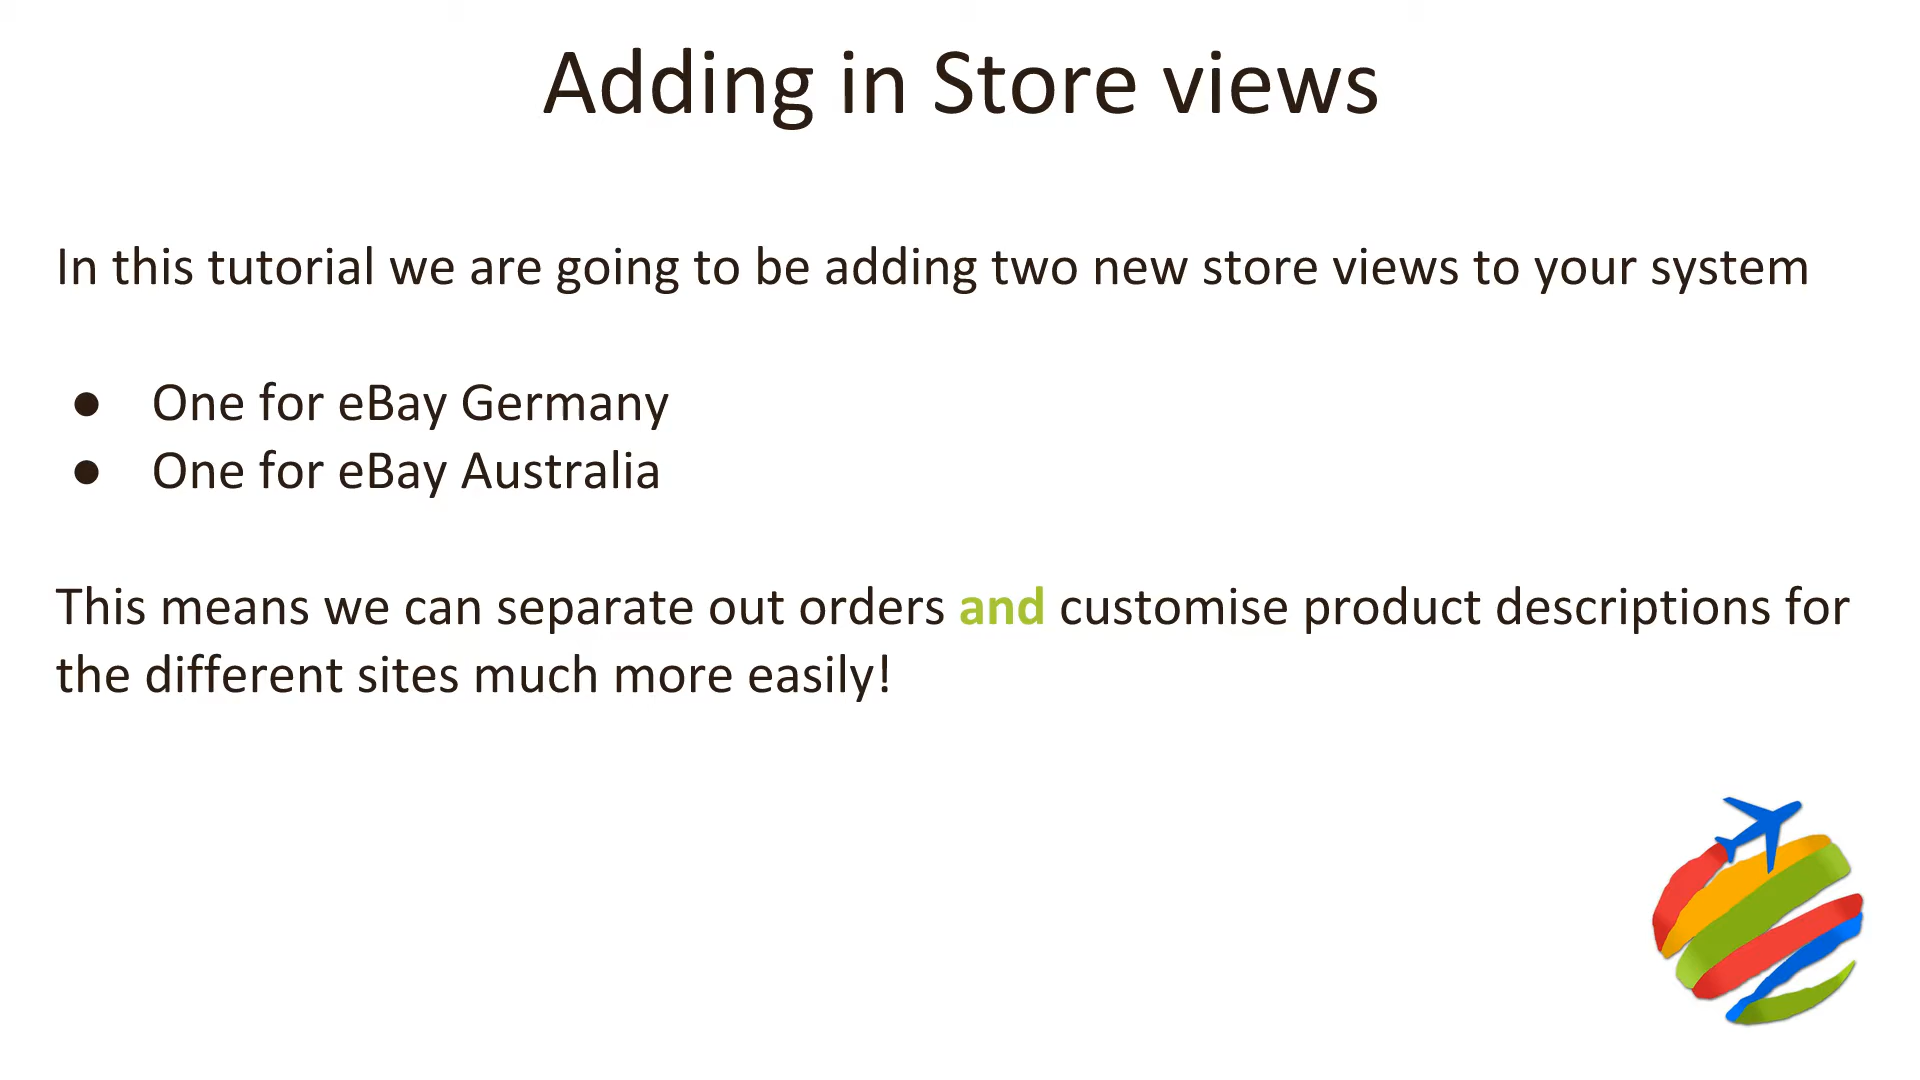 Adding in Store views
In this tutorial we are going to be adding two new store views to your system
● One for eBay Germany
● One for eBay Australia
This means we can separate out orders and customise product descriptions for
the different sites much more easily!